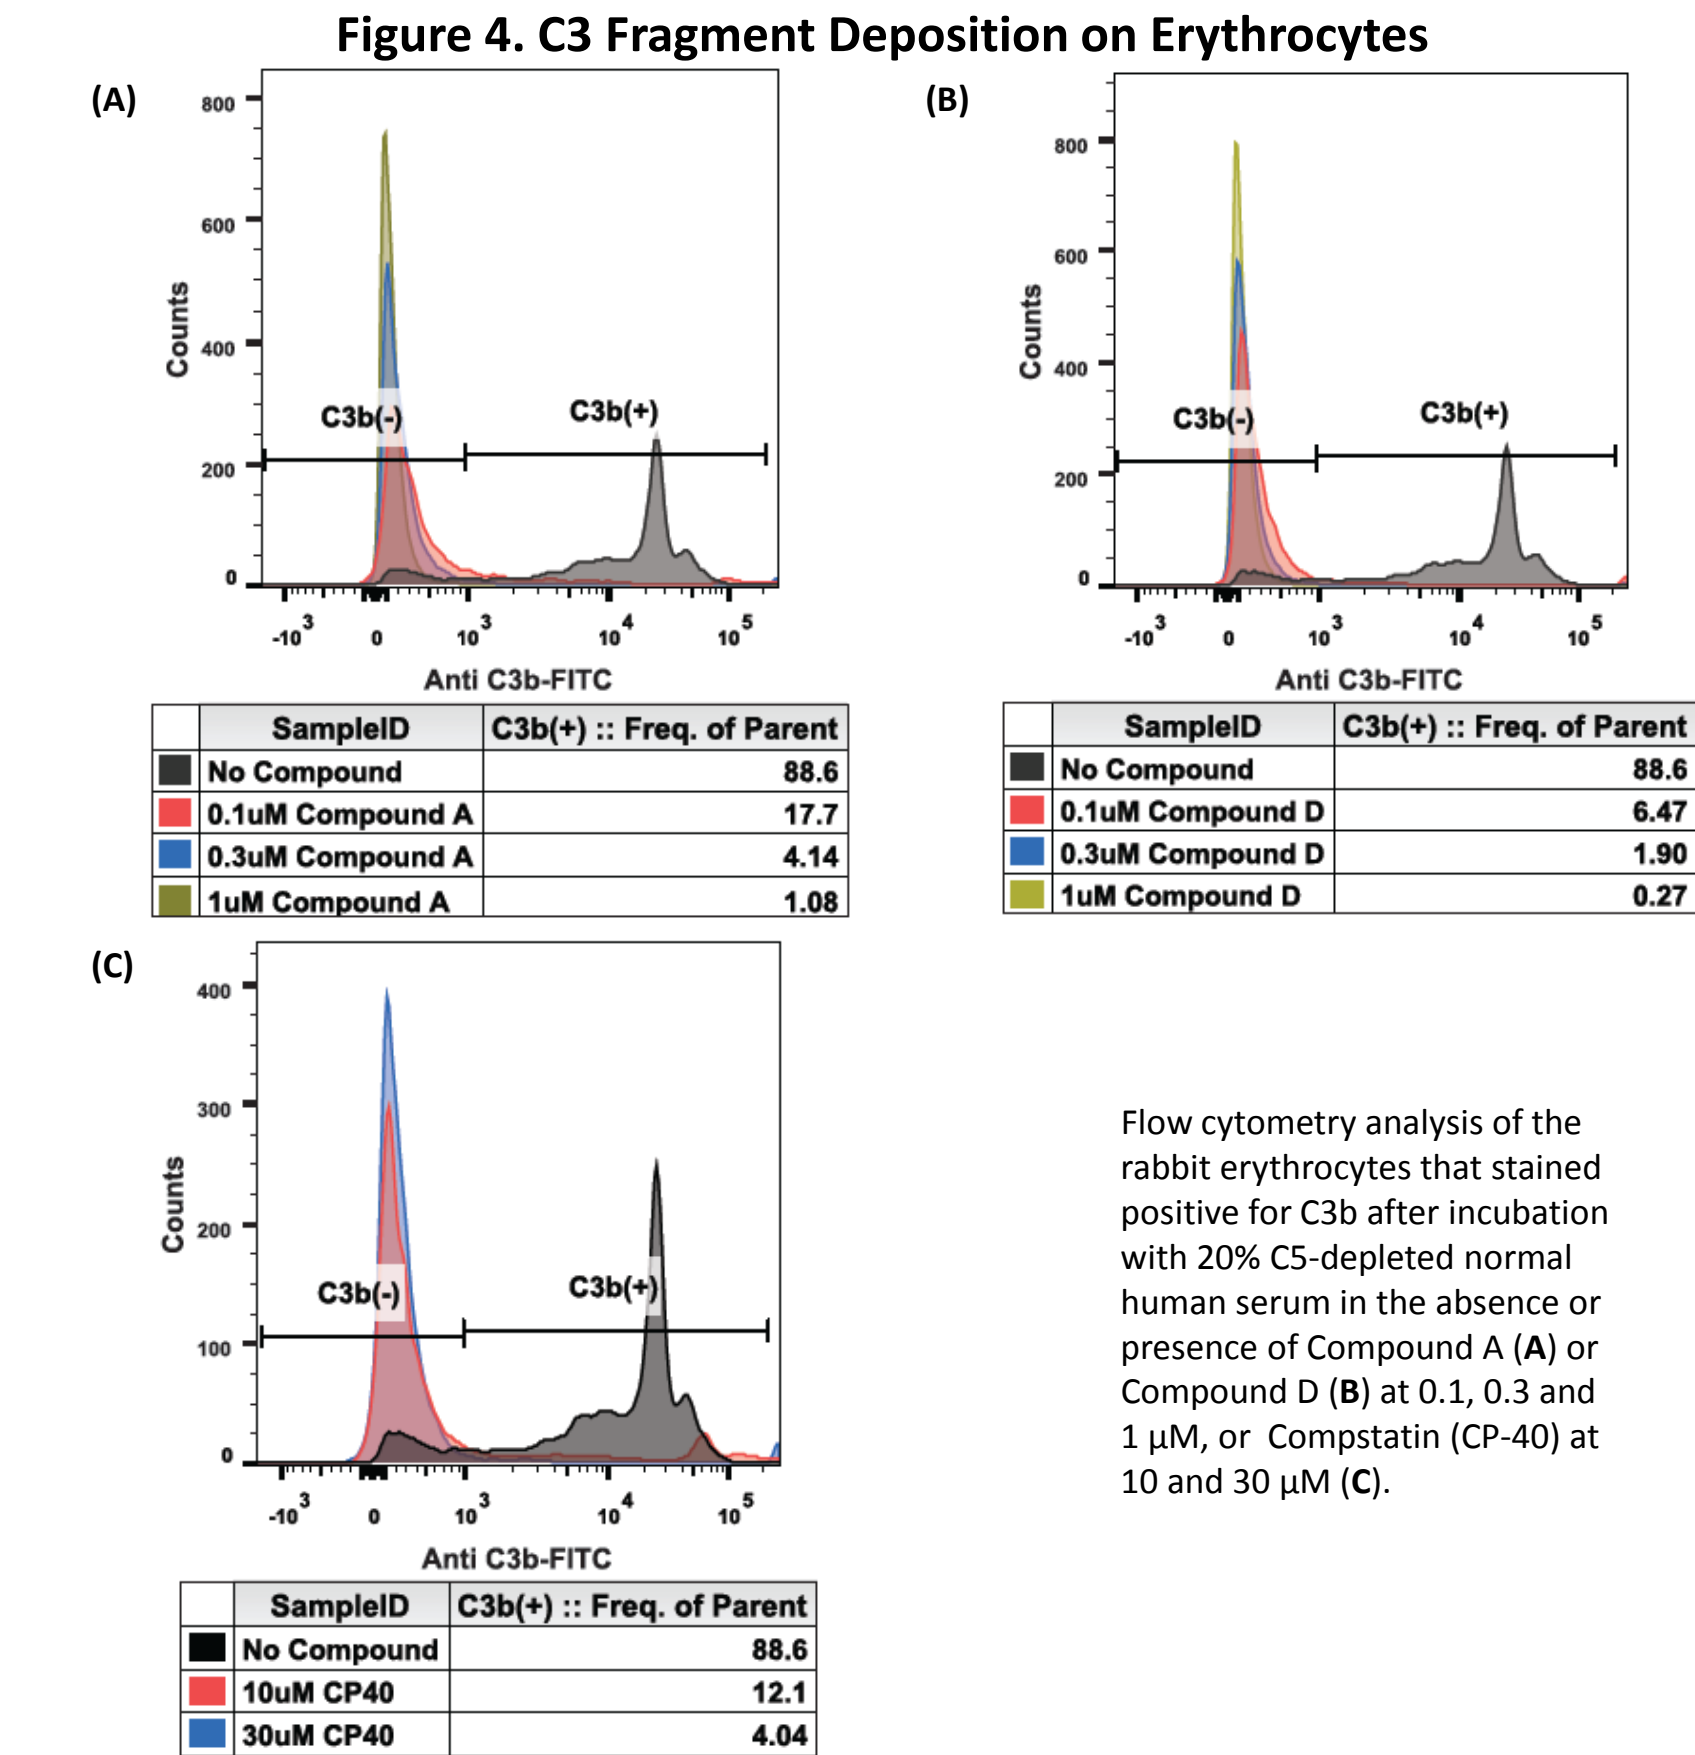 Figure 4. C3 Fragment Deposition on Erythrocytes
(A)
800
600
400
200
0
Counts
C3b(-)
C3b(+)
-10 3
0
10 3
10 4
10 5
Anti C3b-FITC
SampleID C3b(+) :: Freq. of Parent
No Compound 88.6
0.1uM Compound A 17.7
0.3uM Compound A 4.14
1uM Compound A 1.08
(B)
800
600
400
200
0
Counts
C3b(-)
C3b(+)
-10 3
0
10 3
10 4
10 5
Anti C3b-FITC
SampleID C3b(+) :: Freq. of Parent
No Compound 88.6
0.1uM Compound D 6.47
0.3uM Compound D 1.90
1uM Compound D 0.27
(C)
400
300
200
100
0
Counts
C3b(-)
C3b(+)
-10 3
0
10 3
10 4
10 5
Anti C3b-FITC
SampleID C3b(+) :: Freq. of Parent
No Compound 88.6
10uM CP40 12.1
30uM CP40 4.04
Flow cytometry analysis of the
rabbit erythrocytes that stained
positive for C3b after incubation
with 20% C5-depleted normal
human serum in the absence or
presence of Compound A (A) or
Compound D (B) at 0.1, 0.3 and
1 µM, or Compstatin (CP-40) at
10 and 30 µM (C).